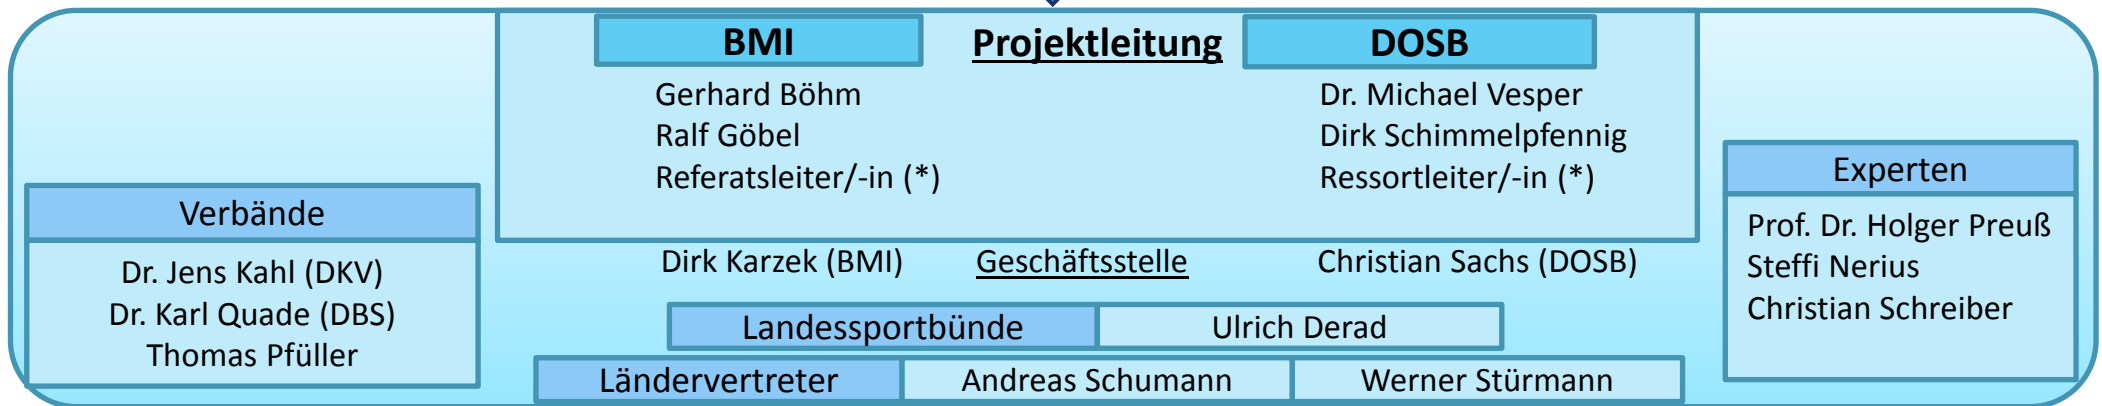 BMI
Projektleitung
DOSB
Gerhard Böhm
Ralf Göbel
Referatsleiter/-in (*)
Dr. Michael Vesper
Dirk Schimmelpfennig
Ressortleiter/-in (*)
Verbände
Dr. Jens Kahl (DKV)
Dr. Karl Quade (DBS)
Thomas Pfüller
Experten
Prof. Dr. Holger Preuß
Steffi Nerius
Christian Schreiber
Dirk Karzek (BMI)
Geschäftsstelle
Christian Sachs (DOSB)
Landessportbünde
Ulrich Derad
Ländervertreter
Andreas Schumann
Werner Stürmann